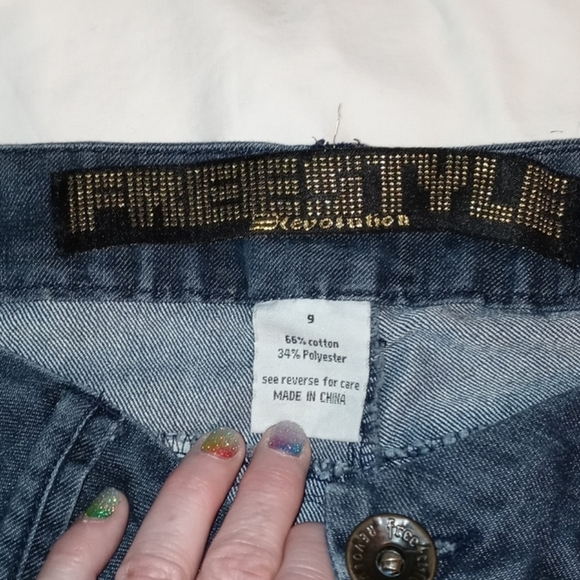 FREESTYLE
Revolution
9
66% cotton
34% Polyester
see reverse for care
MADE IN CHINA